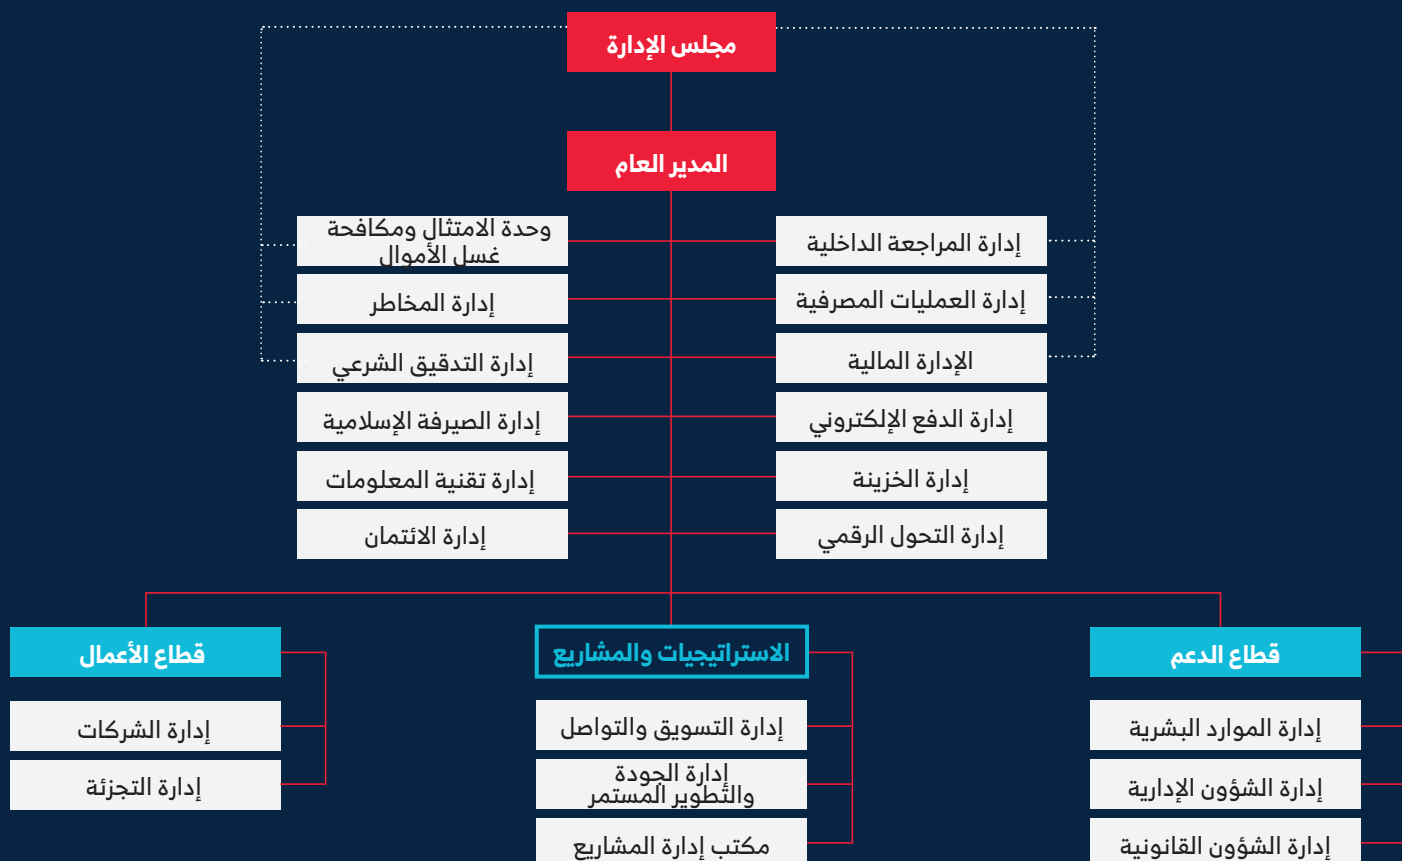 مجلس الإدارة
المدير العام
إدارة المراجعة الداخلية
وحدة الامتثال ومكافحة
غسل الأموال
إدارة العمليات المصرفية
إدارة المخاطر
الإدارة المالية
إدارة التدقيق الشرعي
إدارة الدفع الإلكتروني
إدارة الصيرفة الإسلامية
إدارة الخزينة
إدارة تقنية المعلومات
إدارة التحول الرقمي
إدارة الائتمان
قطاع الدعم
إدارة الموارد البشرية
إدارة الشؤون الإدارية
إدارة الشؤون القانونية
الاستراتيجيات والمشاريع
إدارة التسويق والتواصل
إدارة الجودة
والتطوير المستمر
مكتب إدارة المشاريع
قطاع الأعمال
إدارة الشركات
إدارة التجزئة